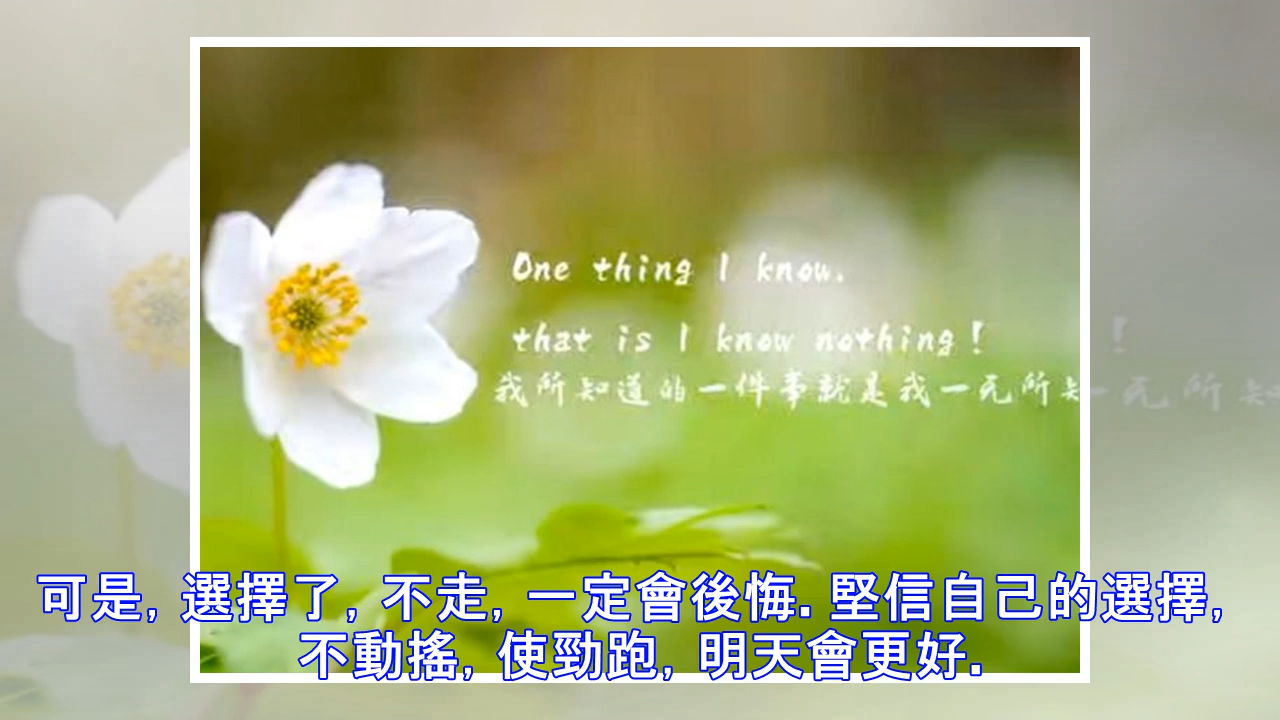 One thing I know.
that is I know nothing!
我所知道的一件事就是我一无所知
可是, 選擇了, 不走, 一定會後悔. 堅信自己的選擇,
不動搖, 使勁跑, 明天會更好.